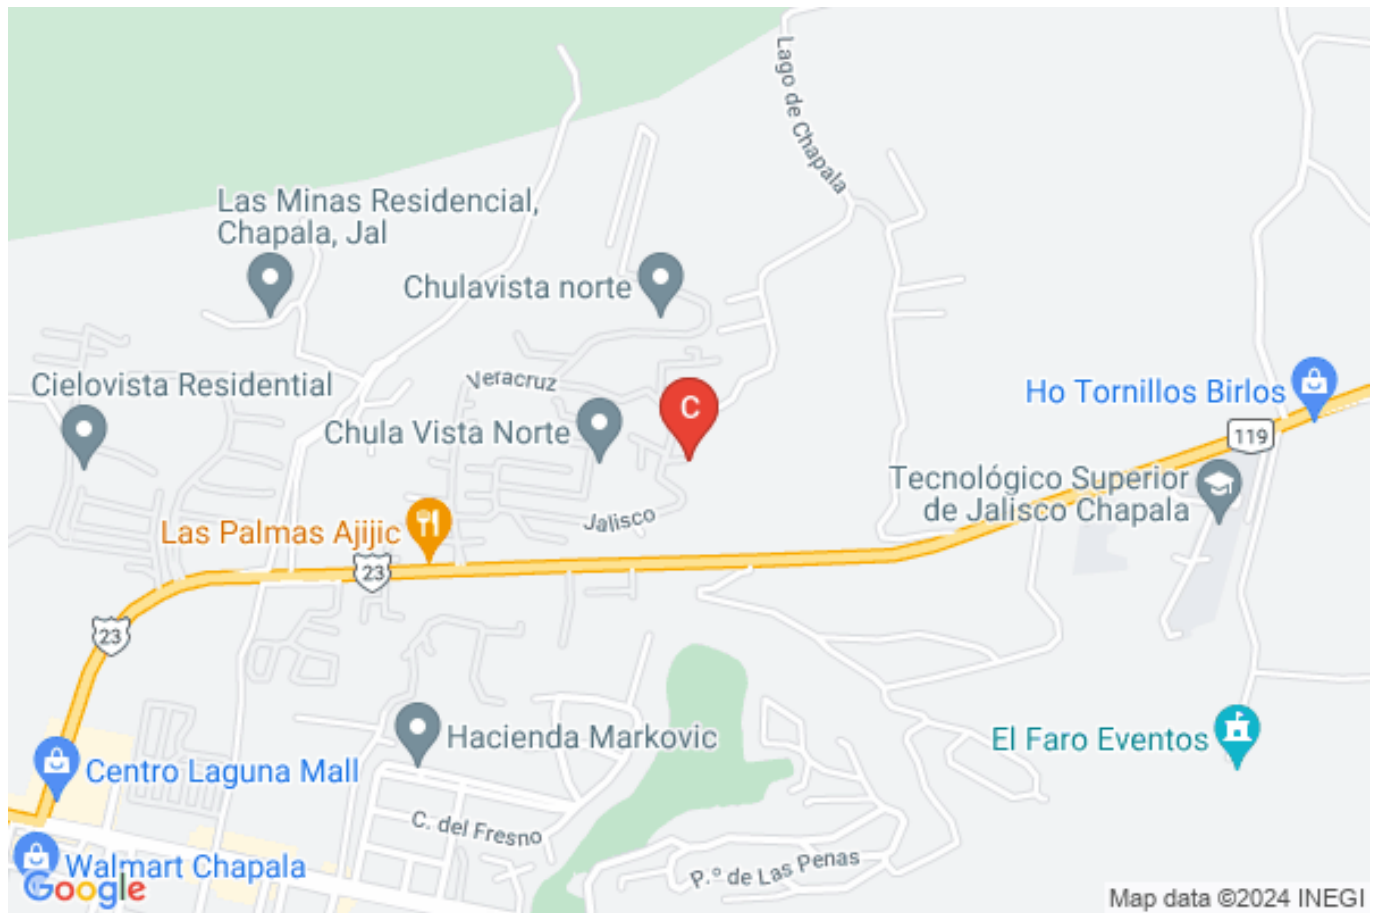 Lago de Chapala
Las Minas Residencial,
Chapala, Jal
Chulavista norte
Veracruz
Cielovista Residential
Ho Tornillos Birlos
C
Chula Vista Norte
119
Tecnológico Superior
de Jalisco Chapala
Jalisco
Las Palmas Ajijic
23
23
Hacienda Markovic
El Faro Eventos
Centro Laguna Mall
C. del Fresno
Walmart Chapala
P.º de Las Penas
Google
Map data ©2024 INEGI